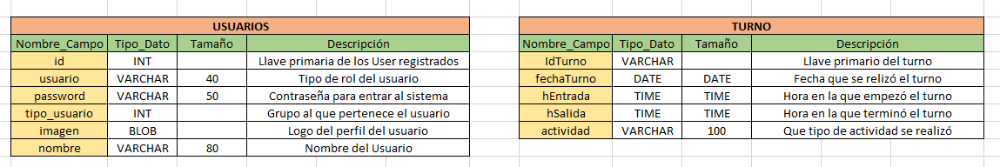 USUARIOS
Nombre_Campo Tipo_Dato Tamaño Descripción
id INT Llave primaria de los User registrados
usuario VARCHAR 40 Tipo de rol del usuario
password VARCHAR 50 Contraseña para entrar al sistema
tipo_usuario INT Grupo al que pertenece el usuario
imagen BLOB Logo del perfil del usuario
nombre VARCHAR 80 Nombre del Usuario
TURNO
Nombre_Campo Tipo_Dato Tamaño Descripción
IdTurno VARCHAR Llave primario del turno
fechaTurno DATE DATE Fecha que se relizó el turno
hEntrada TIME TIME Hora en la que empezó el turno
hSalida TIME TIME Hora en la que terminó el turno
actividad VARCHAR 100 Que tipo de actividad se realizó